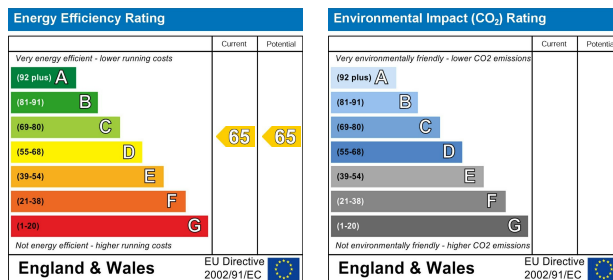 Energy Efficiency Rating
Current Potential
Very energy efficient - lower running costs
(92 plus) A
(81-91) B
(69-80) C
(55-68) D
(39-54) E
(21-38) F
(1-20) G
65 65
Not energy efficient - higher running costs
England & Wales
EU Directive
2002/91/EC
Environmental Impact (CO₂) Rating
Current Potential
Very environmentally friendly - lower CO2 emissions
(92 plus) A
(81-91) B
(69-80) C
(55-68) D
(39-54) E
(21-38) F
(1-20) G
Not environmentally friendly - higher CO2 emissions
England & Wales
EU Directive
2002/91/EC